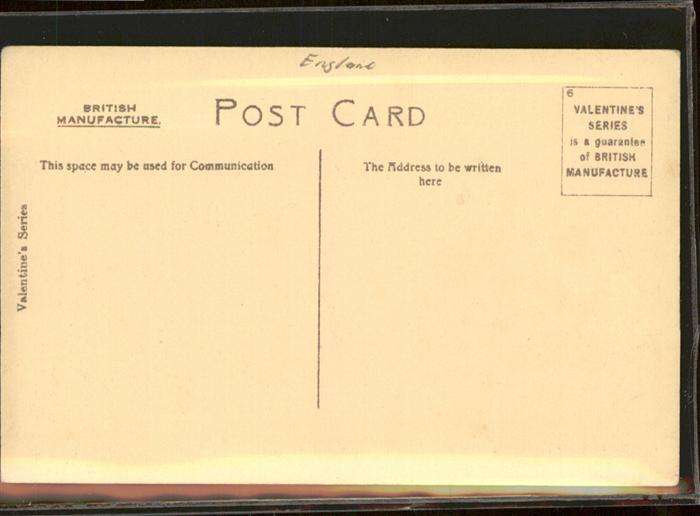 England
BRITISH
MANUFACTURE.
POST CARD
6
VALENTINE'S
SERIES
is a guarantee
of BRITISH
MANUFACTURE
This space may be used for Communication
The Address to be written
here
Valentine's Series